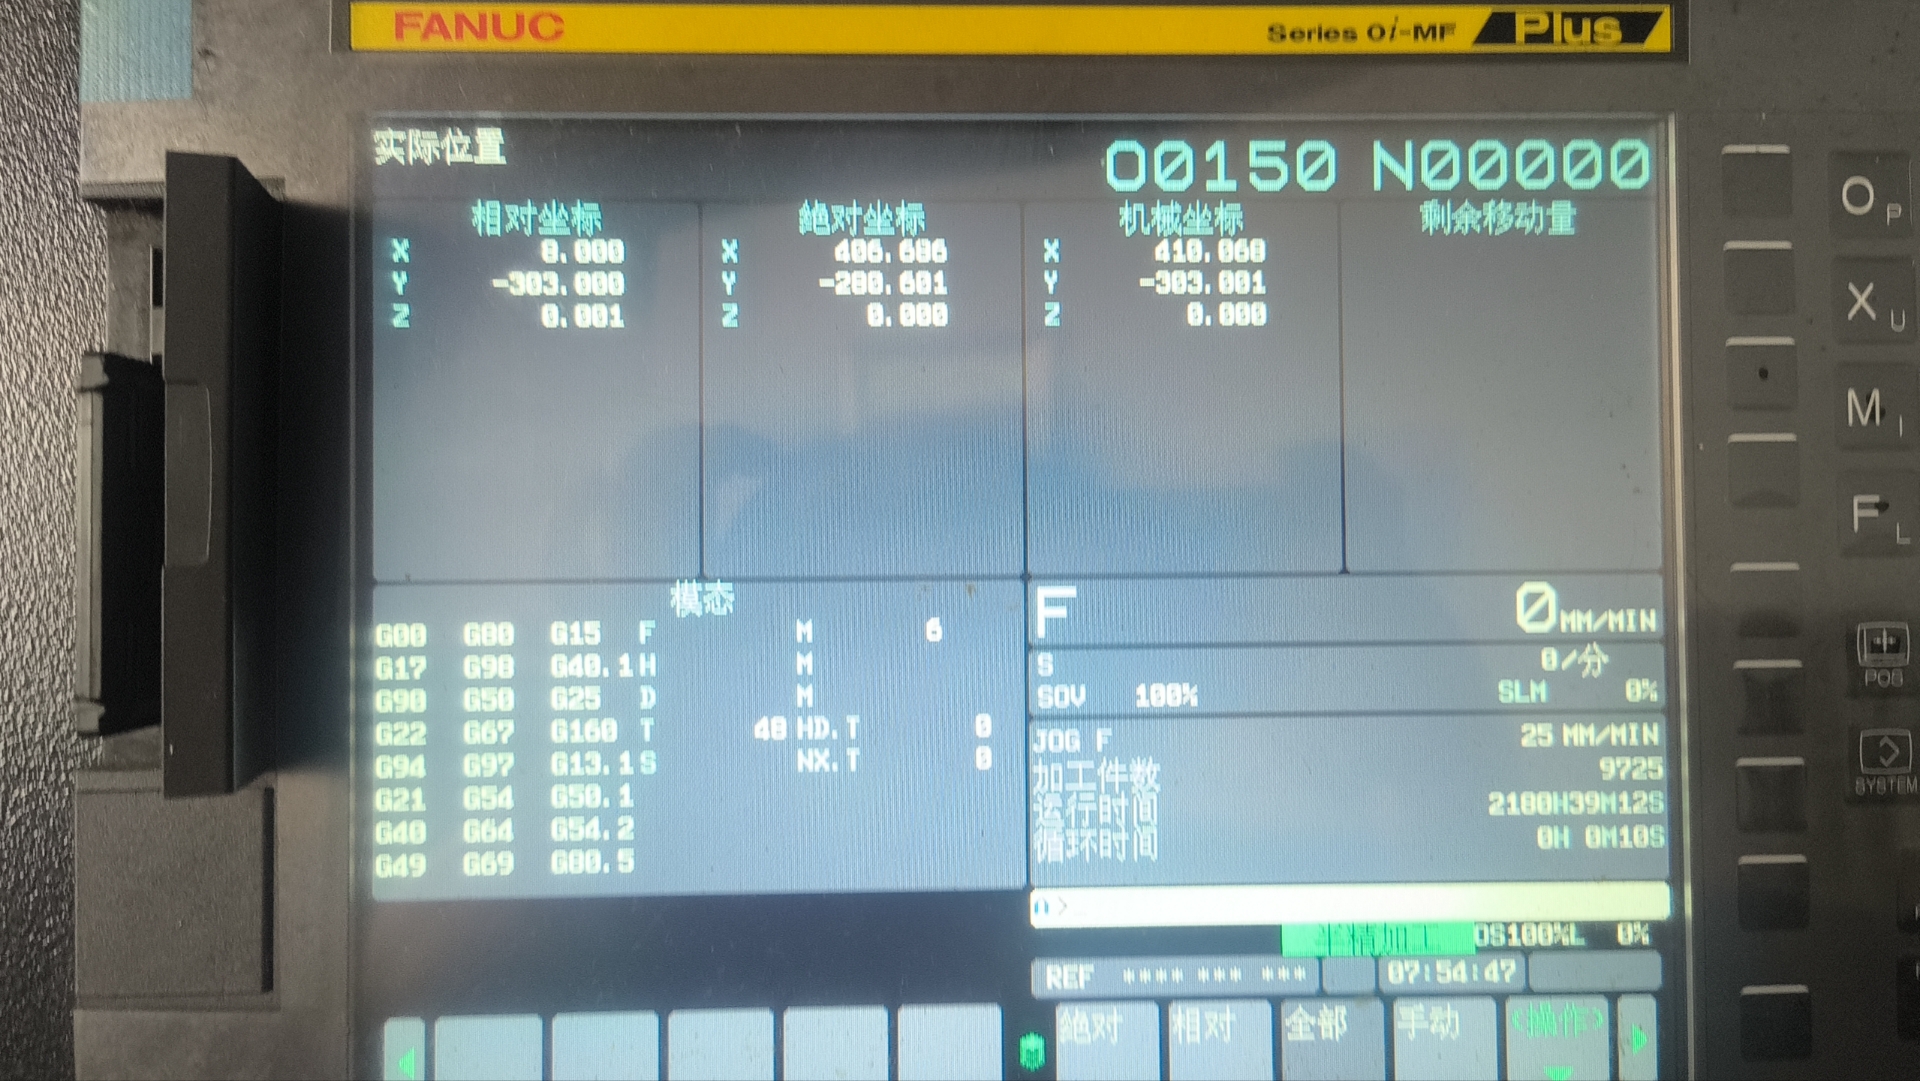 FANUC Series 0i-MF Plus
实际位置 O0150 N00000
相对坐标 绝对坐标 机械坐标 剩余移动量
X 0.000 X 406.686 X 410.068
Y -303.000 Y -280.601 Y -303.001
Z 0.001 Z 0.000 Z 0.000
模态
G00 G80 G15 F M 6
G17 G98 G40.1 H M
G90 G50 G25 D M
G22 G67 G160 T 48 HD.T 0
G94 G97 G13.1 S NX.T 0
G21 G54 G50.1
G40 G64 G54.2
G49 G69 G80.5
F 0 MM/MIN
S 0/分
SOV 100% SLM 0%
JOG F 25 MM/MIN
加工件数 9725
运行时间 2180H39M12S
循环时间 0H 0M10S
A>
半精加工 OS100%L 0%
REF **** *** *** 07:54:47
绝对 相对 全部 手动 (操作)
O P
X U
M I
F L
POS
SYSTEM